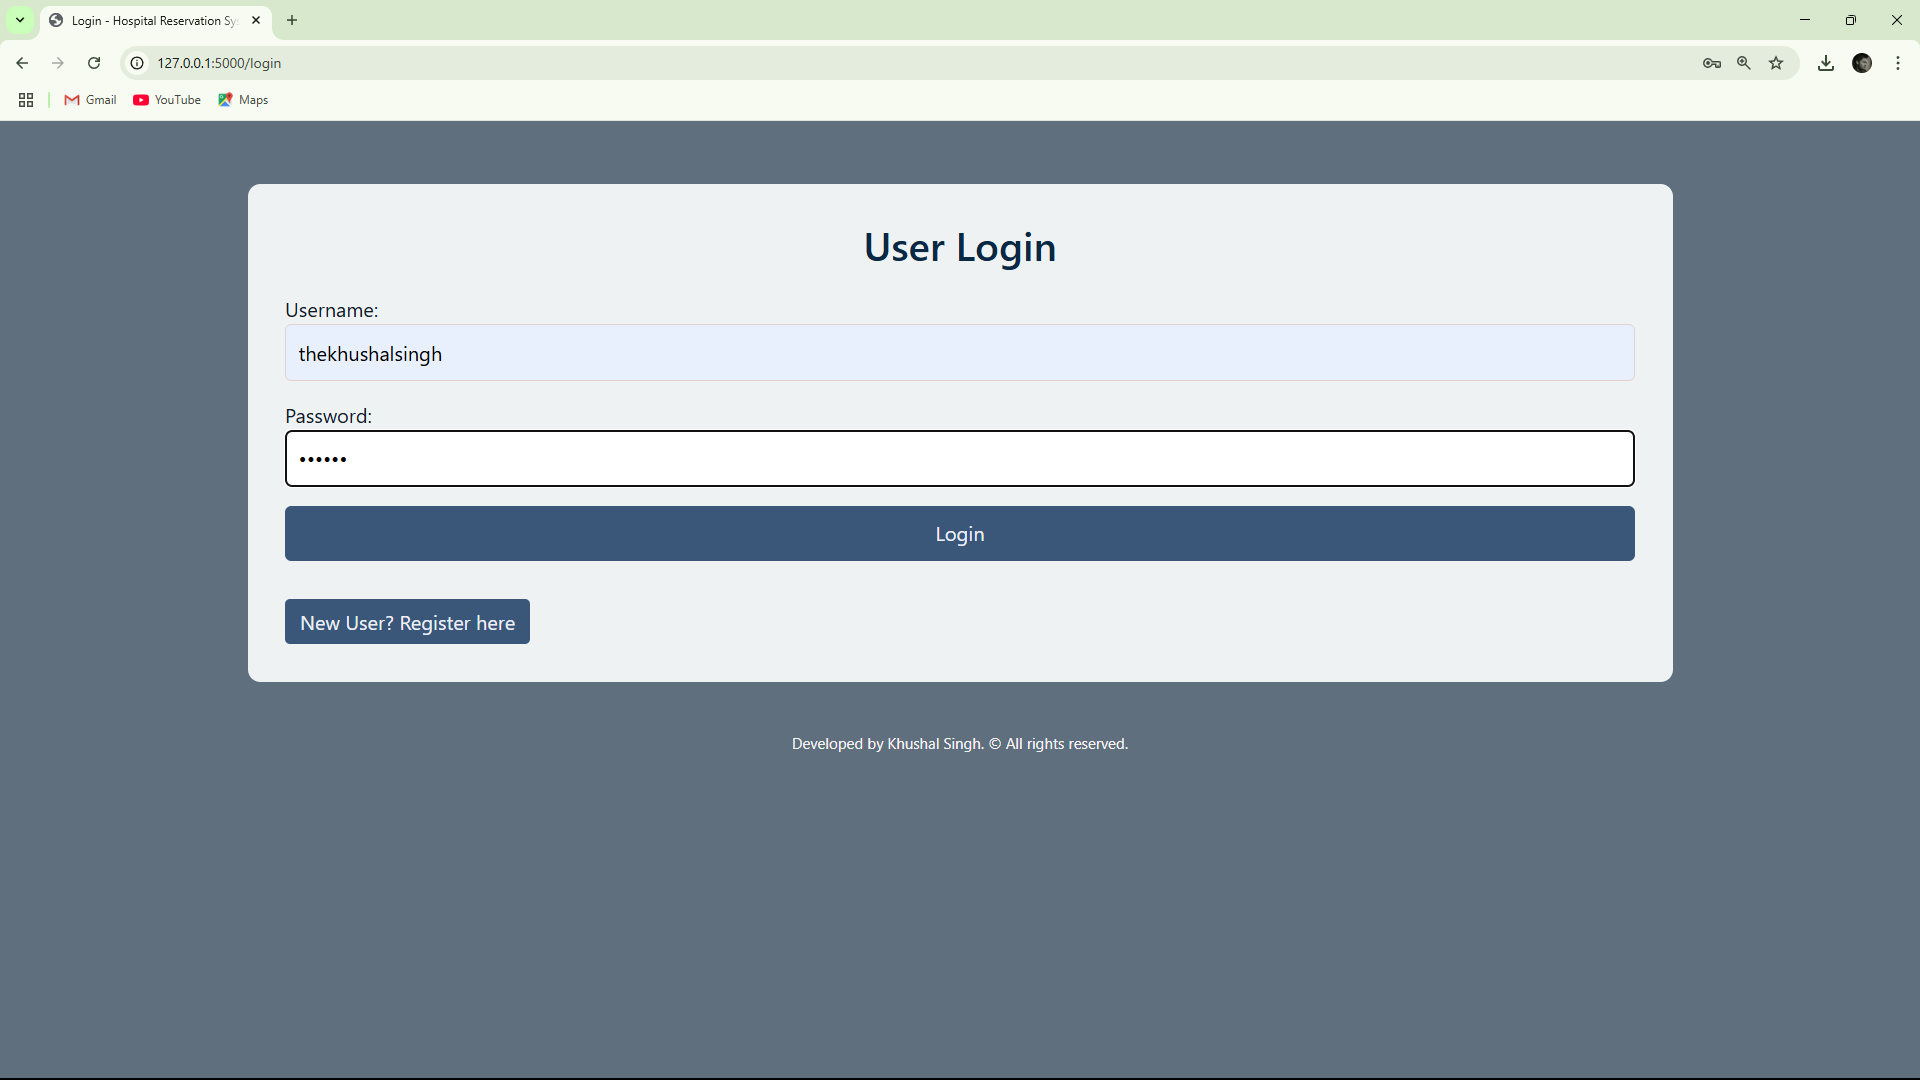 Login - Hospital Reservation Sy
127.0.0.1:5000/login
Gmail
YouTube
Maps
User Login
Username:
thekhushalsingh
Password:
••••••
Login
New User? Register here
Developed by Khushal Singh. © All rights reserved.